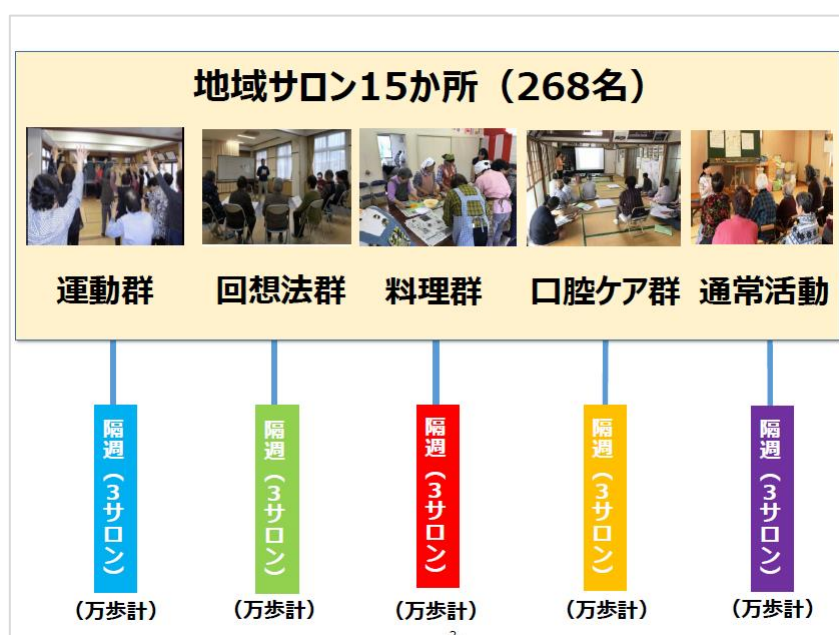 地域サロン15か所（268名）
運動群
回想法群
料理群
口腔ケア群
通常活動
隔週（3サロン）
隔週（3サロン）
隔週（3サロン）
隔週（3サロン）
隔週（3サロン）
（万歩計）
（万歩計）
（万歩計）
（万歩計）
（万歩計）